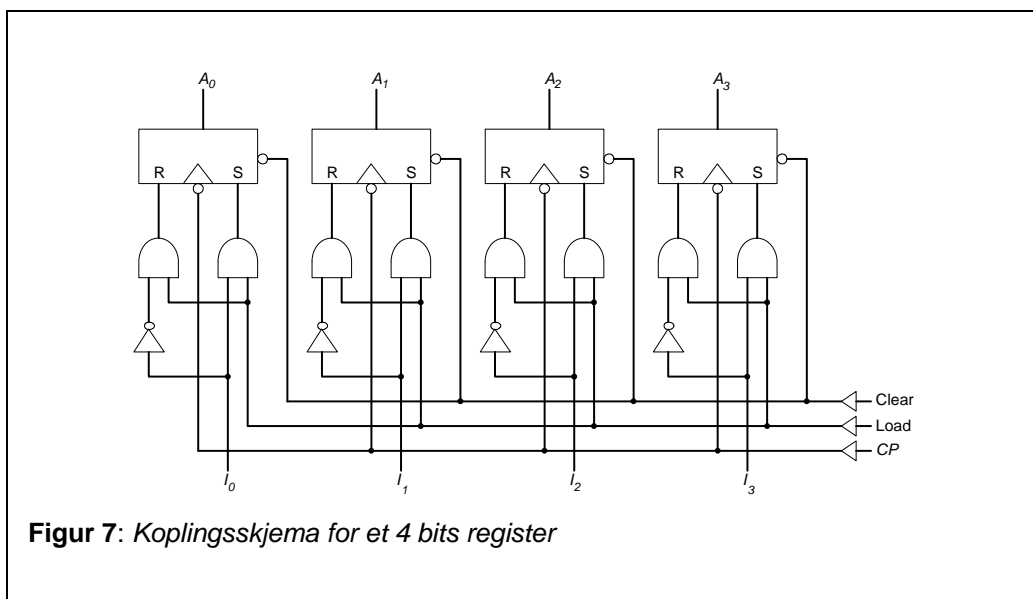 A0 A1 A2 A3
R S R S R S R S
Clear
Load
CP
I0 I1 I2 I3
Figur 7: Koplingsskjema for et 4 bits register